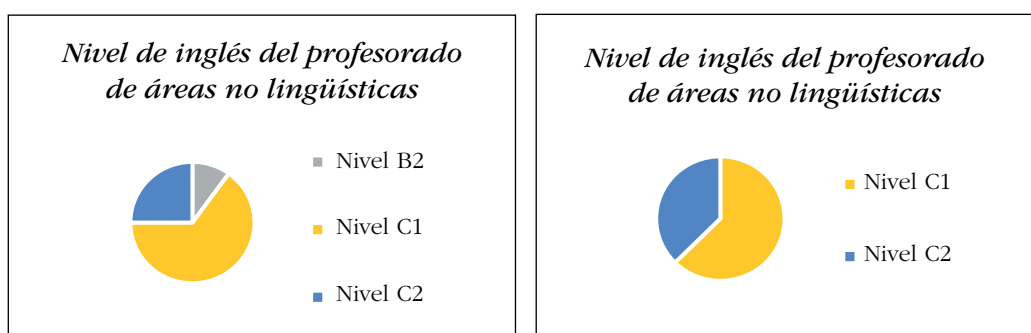 Nivel de inglés del profesorado
de áreas no lingüísticas
Nivel B2
Nivel C1
Nivel C2
Nivel de inglés del profesorado
de áreas no lingüísticas
Nivel C1
Nivel C2